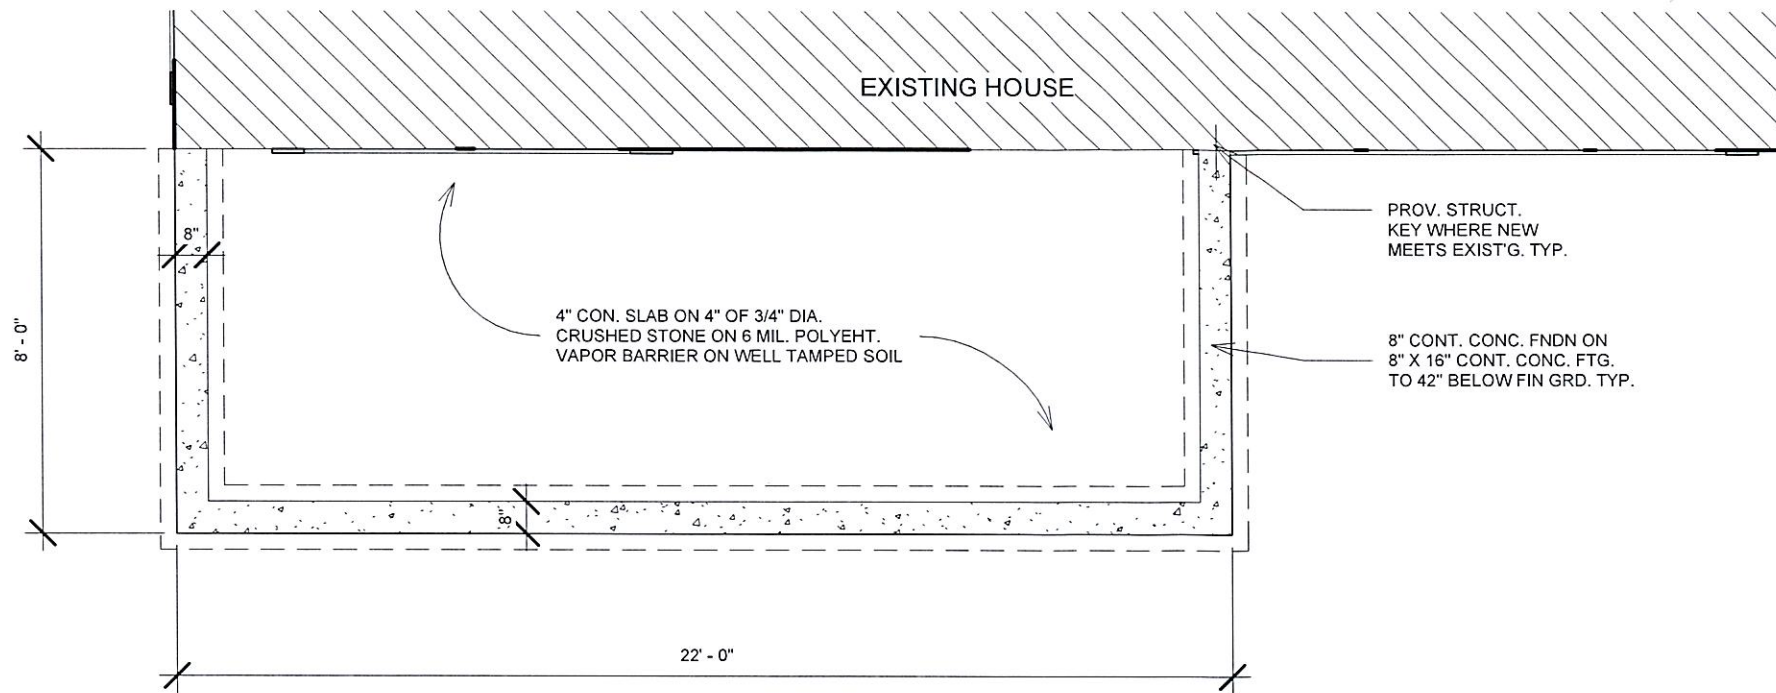 EXISTING HOUSE
PROV. STRUCT.
KEY WHERE NEW
MEETS EXIST'G. TYP.
8"
8' - 0"
4" CON. SLAB ON 4" OF 3/4" DIA.
CRUSHED STONE ON 6 MIL. POLYEHT.
VAPOR BARRIER ON WELL TAMPED SOIL
8" CONT. CONC. FNDN ON
8" X 16" CONT. CONC. FTG.
TO 42" BELOW FIN GRD. TYP.
8"
22' - 0"